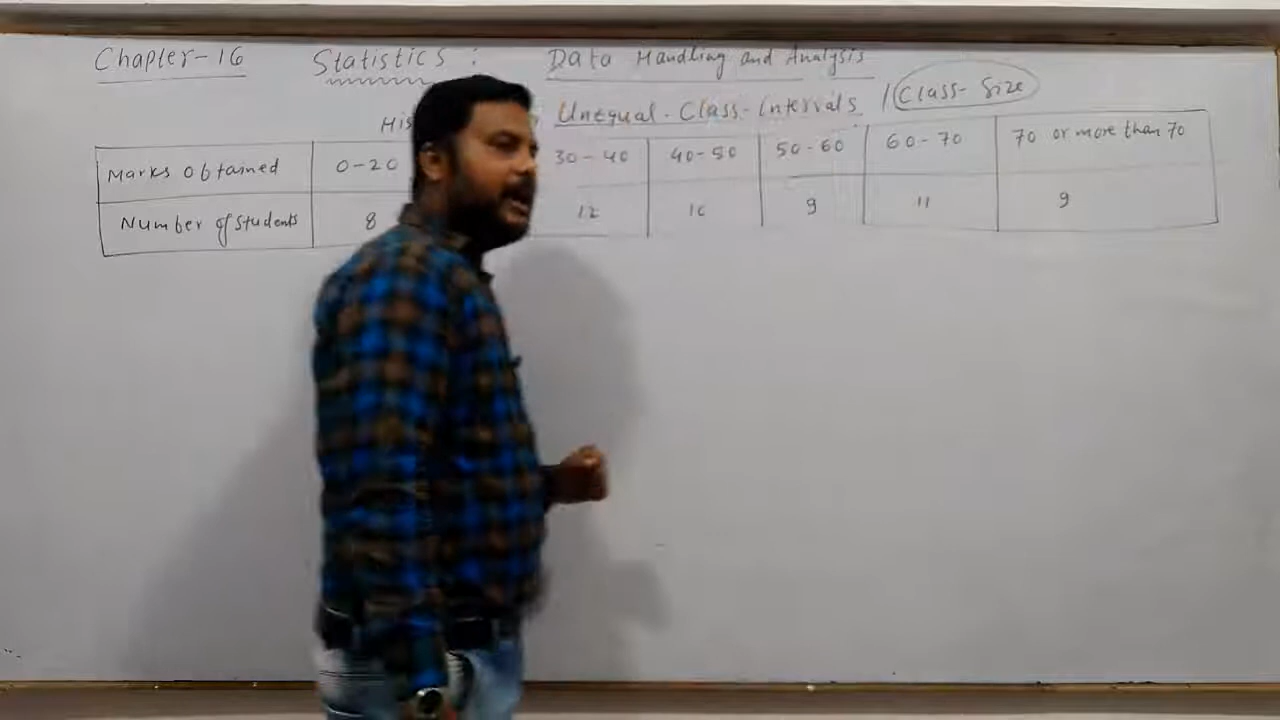 Chapter-16 Statistics : Data Handling and Analysis
His Unequal-Class-Intervals / Class-Size
Marks Obtained 0-20 30-40 40-50 50-60 60-70 70 or more than 70
Number of Students 8 12 10 9 11 9